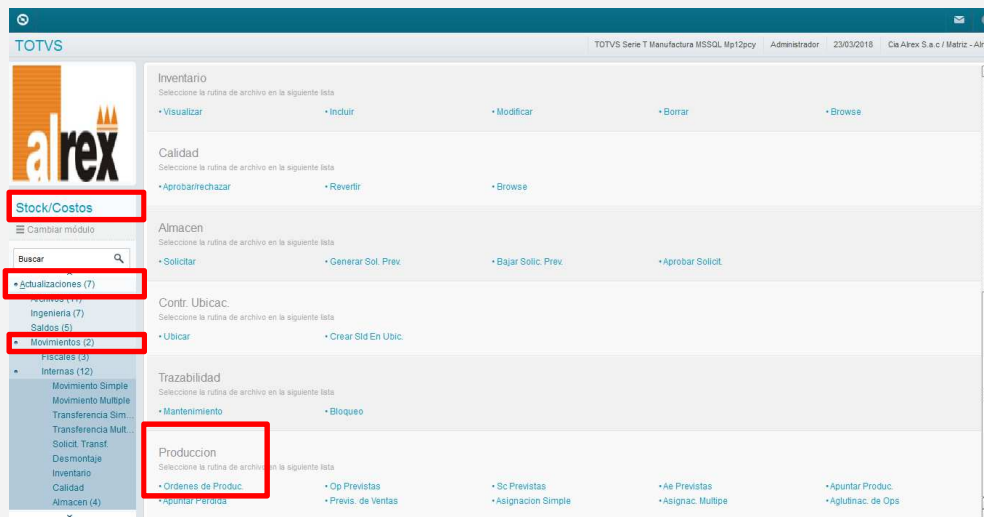 TOTVS
TOTVS Serie T Manufactura MSSQL Mp12pcy Administrador 23/03/2018 Cia Alrex S.a.c / Matriz - Alr
alrex
Stock/Costos
Cambiar módulo
Buscar
Actualizaciones (7)
Archivos (11)
Ingenieria (7)
Saldos (5)
Movimientos (2)
Fiscales (3)
Internas (12)
Movimiento Simple
Movimiento Multiple
Transferencia Sim...
Transferencia Mult...
Solicit. Transf.
Desmontaje
Inventario
Calidad
Almacen (4)
Inventario
Seleccione la rutina de archivo en la siguiente lista
• Visualizar • Incluir • Modificar • Borrar • Browse
Calidad
Seleccione la rutina de archivo en la siguiente lista
• Aprobar/rechazar • Revertir • Browse
Almacen
Seleccione la rutina de archivo en la siguiente lista
• Solicitar • Generar Sol. Prev. • Bajar Solic. Prev. • Aprobar Solicit.
Contr. Ubicac.
Seleccione la rutina de archivo en la siguiente lista
• Ubicar • Crear Sld En Ubic.
Trazabilidad
Seleccione la rutina de archivo en la siguiente lista
• Mantenimiento • Bloqueo
Produccion
Seleccione la rutina de archivo en la siguiente lista
• Ordenes de Produc. • Op Previstas • Sc Previstas • Ae Previstas • Apuntar Produc.
• Apuntar Perdida • Previs. de Ventas • Asignacion Simple • Asignac. Multipe • Aglutinac. de Ops